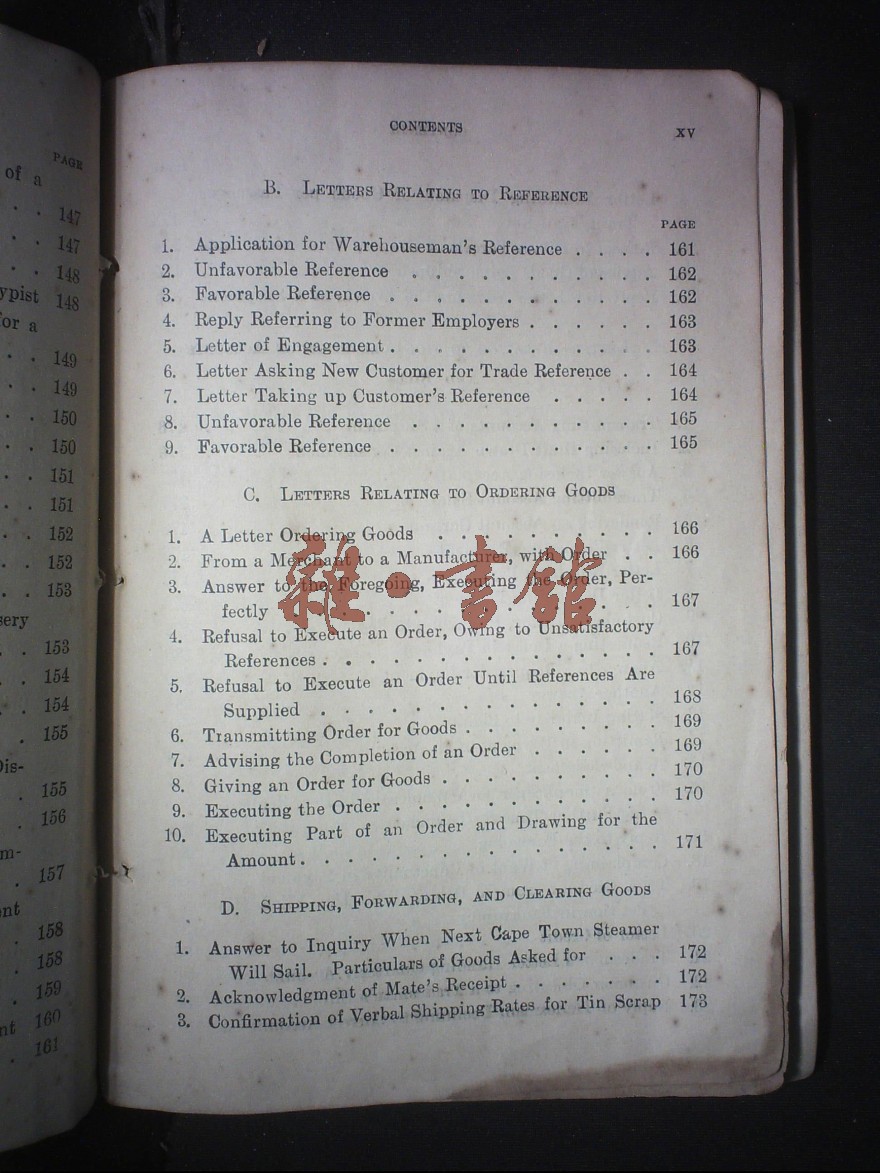 PAGE
of a
147
147
148
ypist 148
for a
149
149
150
150
151
151
152
152
153
sery
153
154
154
155
Dis-
155
156
m-
157
nt
158
158
159
nt 160
161
CONTENTS
XV
B. LETTERS RELATING TO REFERENCE
PAGE
1. Application for Warehouseman's Reference . . . . 161
2. Unfavorable Reference . . . . . . . . . . 162
3. Favorable Reference . . . . . . . . . . . 162
4. Reply Referring to Former Employers . . . . . . 163
5. Letter of Engagement . . . . . . . . . . . 163
6. Letter Asking New Customer for Trade Reference . . 164
7. Letter Taking up Customer's Reference . . . . . 164
8. Unfavorable Reference . . . . . . . . . . 165
9. Favorable Reference . . . . . . . . . . . 165
C. LETTERS RELATING TO ORDERING GOODS
1. A Letter Ordering Goods . . . . . . . . . 166
2. From a Merchant to a Manufacturer, with Order . . 166
3. Answer to the Foregoing, Executing the Order, Per-
fectly . . . . . . . . . . . . . . . 167
4. Refusal to Execute an Order, Owing to Unsatisfactory
References . . . . . . . . . . . . . . 167
5. Refusal to Execute an Order Until References Are
Supplied . . . . . . . . . . . . . . 168
6. Transmitting Order for Goods . . . . . . . . 169
7. Advising the Completion of an Order . . . . . . 169
8. Giving an Order for Goods . . . . . . . . . 170
9. Executing the Order . . . . . . . . . . . 170
10. Executing Part of an Order and Drawing for the
Amount . . . . . . . . . . . . . . . 171
D. SHIPPING, FORWARDING, AND CLEARING GOODS
1. Answer to Inquiry When Next Cape Town Steamer
Will Sail. Particulars of Goods Asked for . . . 172
2. Acknowledgment of Mate's Receipt . . . . . . . 172
3. Confirmation of Verbal Shipping Rates for Tin Scrap 173
雜·書館